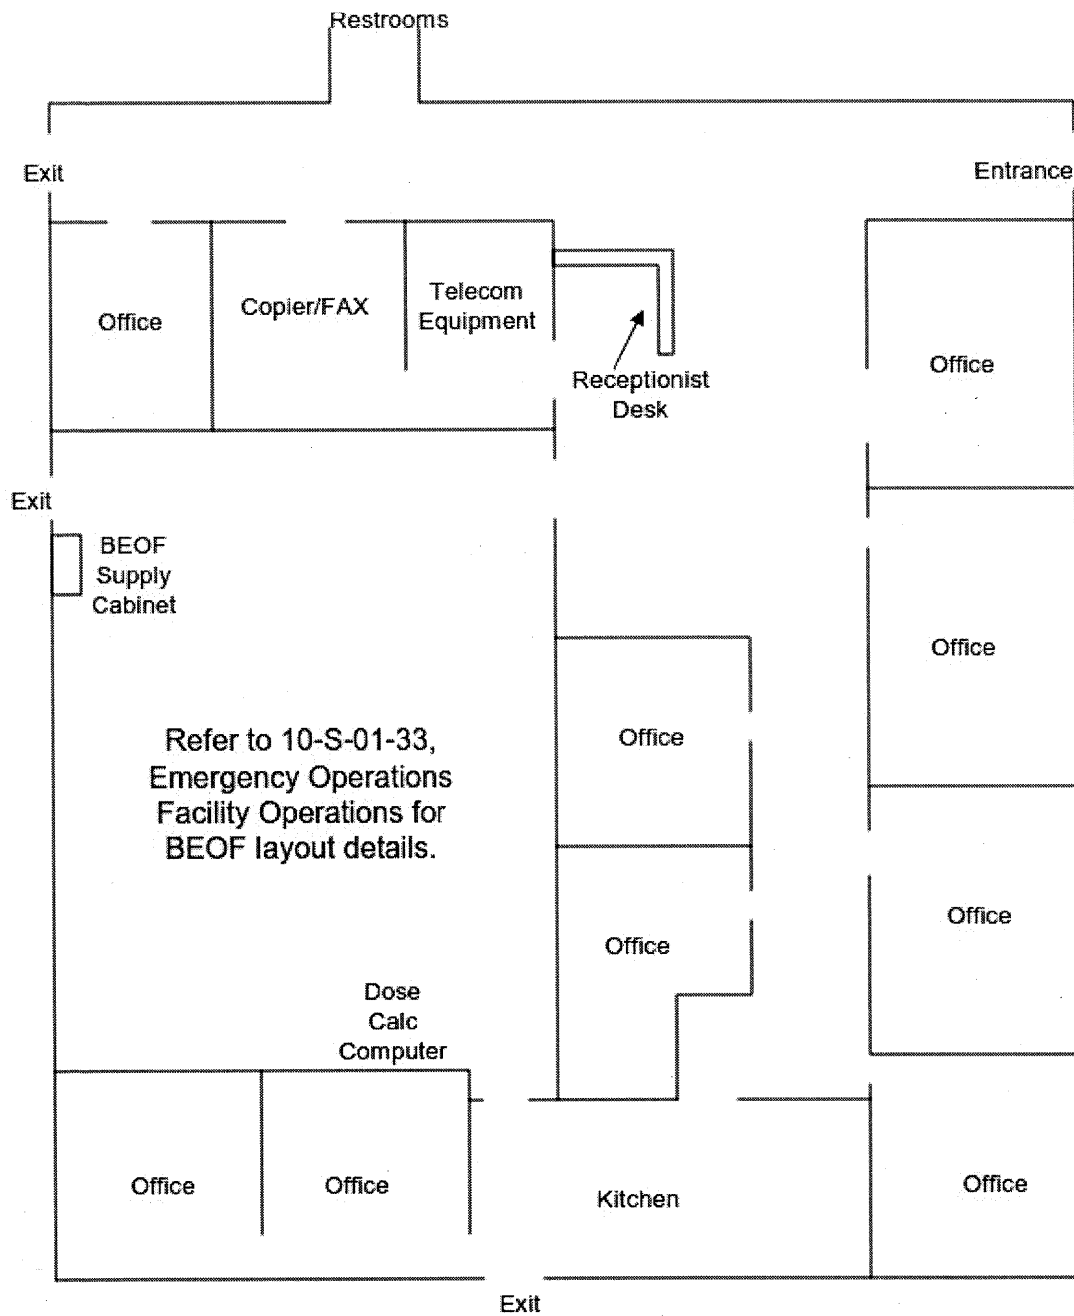 Restrooms
Exit
Entrance
Office
Copier/FAX
Telecom
Equipment
Receptionist
Desk
Office
Exit
BEOF
Supply
Cabinet
Office
Refer to 10-S-01-33,
Emergency Operations
Facility Operations for
BEOF layout details.
Office
Office
Office
Dose
Calc
Computer
Office
Office
Kitchen
Office
Exit